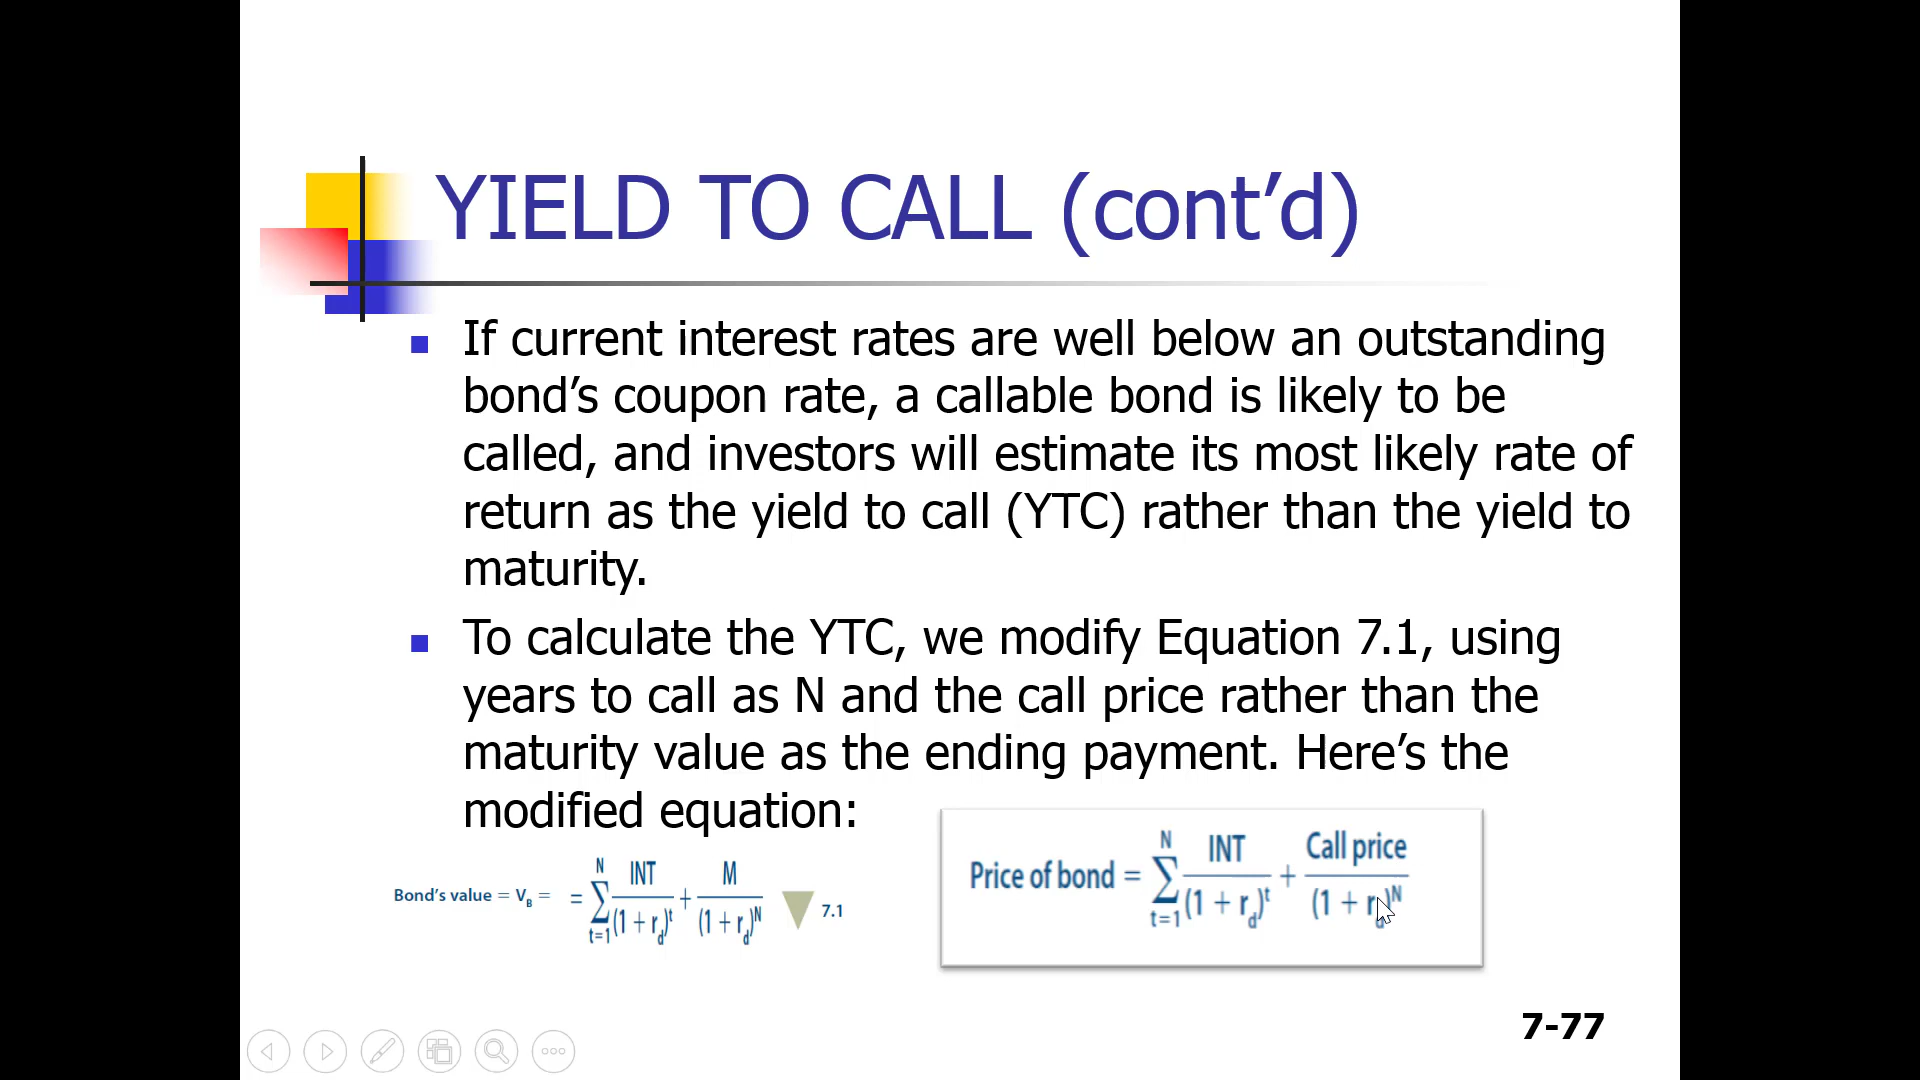 YIELD TO CALL (cont’d)
If current interest rates are well below an outstanding
bond’s coupon rate, a callable bond is likely to be
called, and investors will estimate its most likely rate of
return as the yield to call (YTC) rather than the yield to
maturity.
To calculate the YTC, we modify Equation 7.1, using
years to call as N and the call price rather than the
maturity value as the ending payment. Here’s the
modified equation:
Bond’s value = V_B = = ∑_{t=1}^{N} INT/(1 + r_d)^t + M/(1 + r_d)^N 7.1
Price of bond = ∑_{t=1}^{N} INT/(1 + r_d)^t + Call price/(1 + r_d)^N
7-77